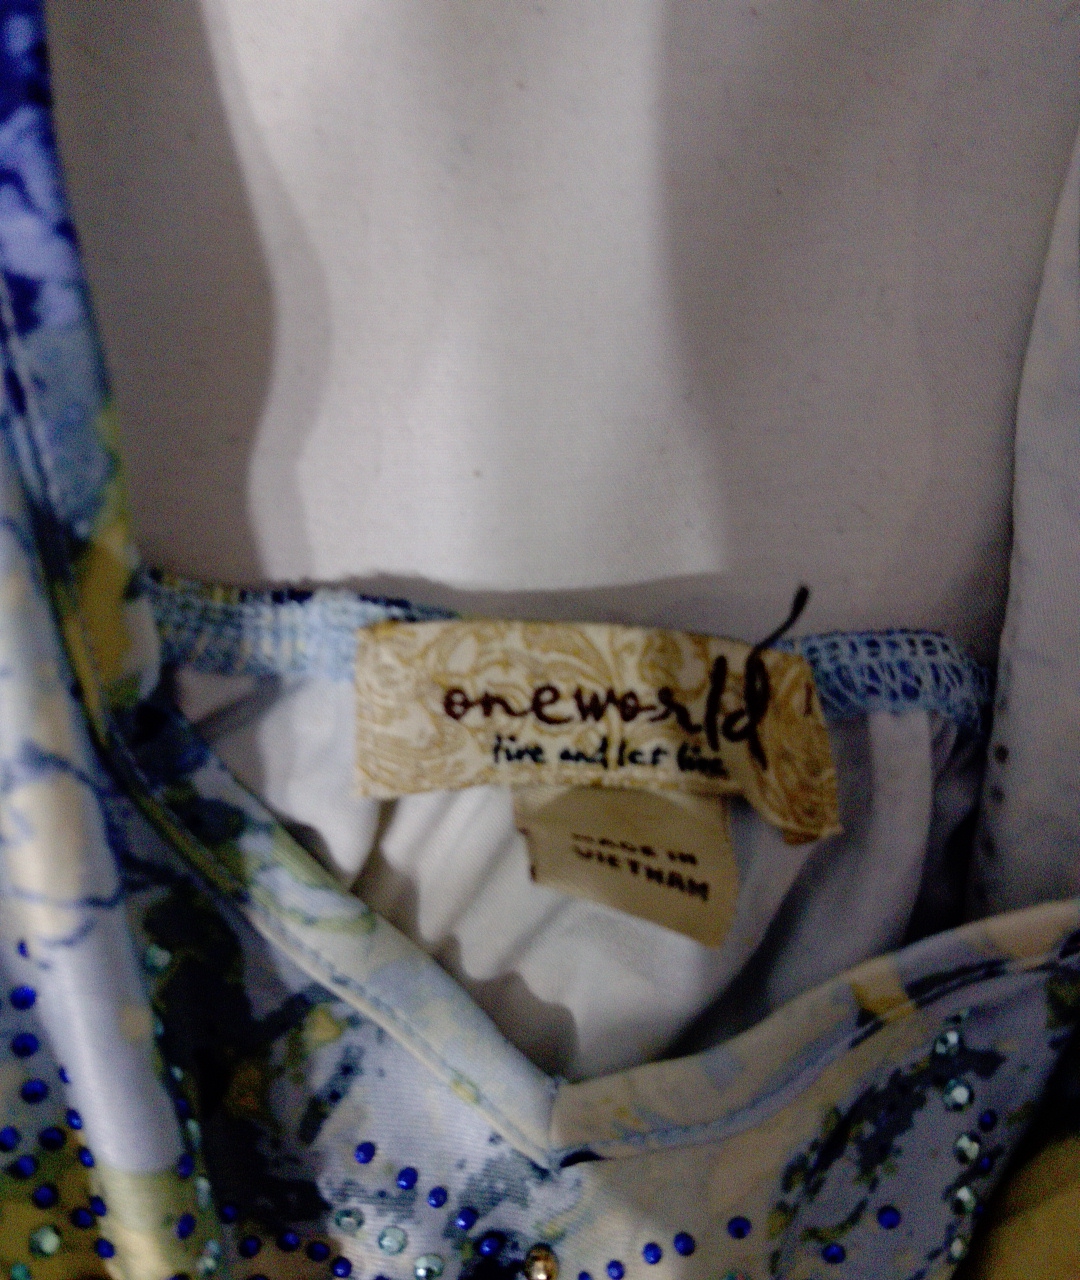 oneworld
live and let live
MADE IN
VIETNAM